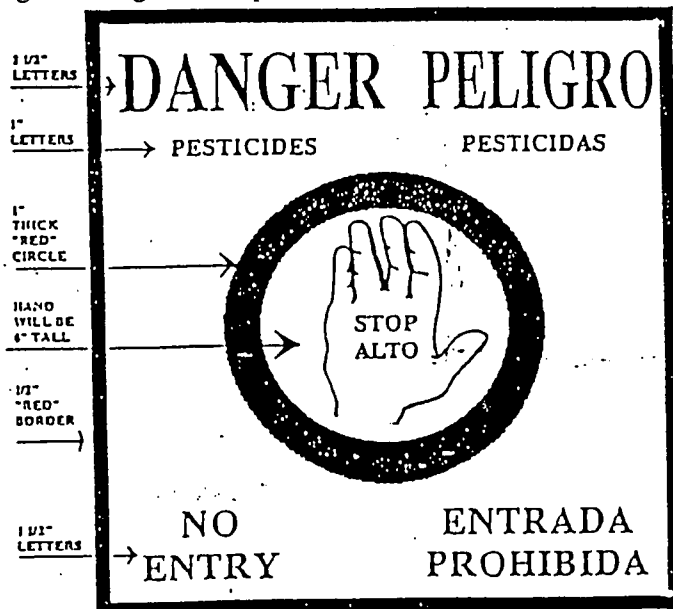 1 1/2"
LETTERS
DANGER PELIGRO
1"
LETTERS
PESTICIDES PESTICIDAS
1"
THICK
"RED"
CIRCLE
HAND
WILL BE
6" TALL
STOP
ALTO
1/2"
"RED"
BORDER
1 1/2"
LETTERS
NO
ENTRY
ENTRADA
PROHIBIDA